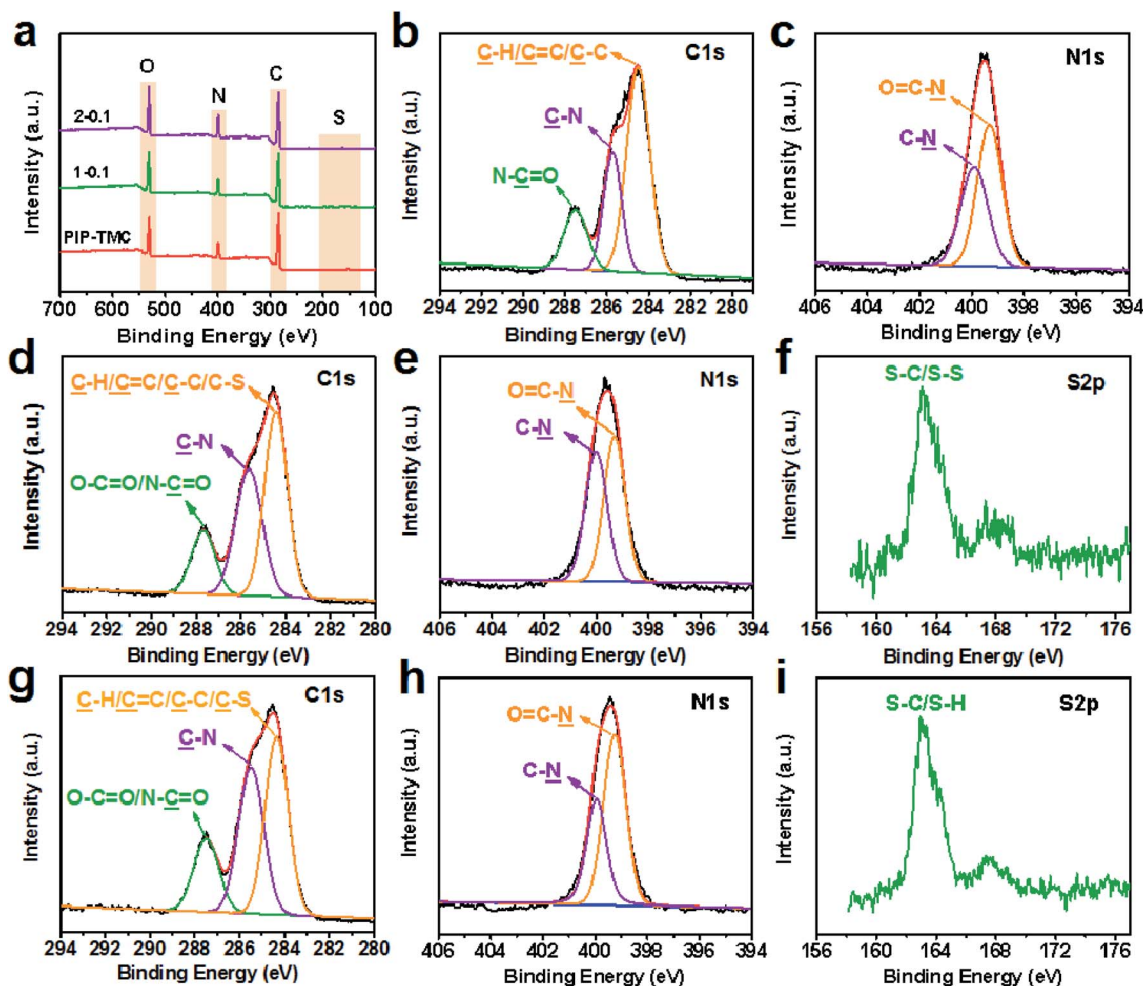 a
O
N
C
S
2-0.1
1-0.1
PIP-TMC
Intensity (a.u.)
700 600 500 400 300 200 100
Binding Energy (eV)
b
C1s
C-H/C=C/C-C
C-N
N-C=O
Intensity (a.u.)
294 292 290 288 286 284 282 280
Binding Energy (eV)
c
N1s
O=C-N
C-N
Intensity (a.u.)
406 404 402 400 398 396 394
Binding Energy (eV)
d
C1s
C-H/C=C/C-C/C-S
C-N
O-C=O/N-C=O
Intensity (a.u.)
294 292 290 288 286 284 282 280
Binding Energy (eV)
e
N1s
O=C-N
C-N
Intensity (a.u.)
406 404 402 400 398 396 394
Binding Energy (eV)
f
S2p
S-C/S-S
Intensity (a.u.)
156 160 164 168 172 176
Binding Energy (eV)
g
C1s
C-H/C=C/C-C/C-S
C-N
O-C=O/N-C=O
Intensity (a.u.)
294 292 290 288 286 284 282 280
Binding Energy (eV)
h
N1s
O=C-N
C-N
Intensity (a.u.)
406 404 402 400 398 396 394
Binding Energy (eV)
i
S2p
S-C/S-H
Intensity (a.u.)
156 160 164 168 172 176
Binding Energy (eV)